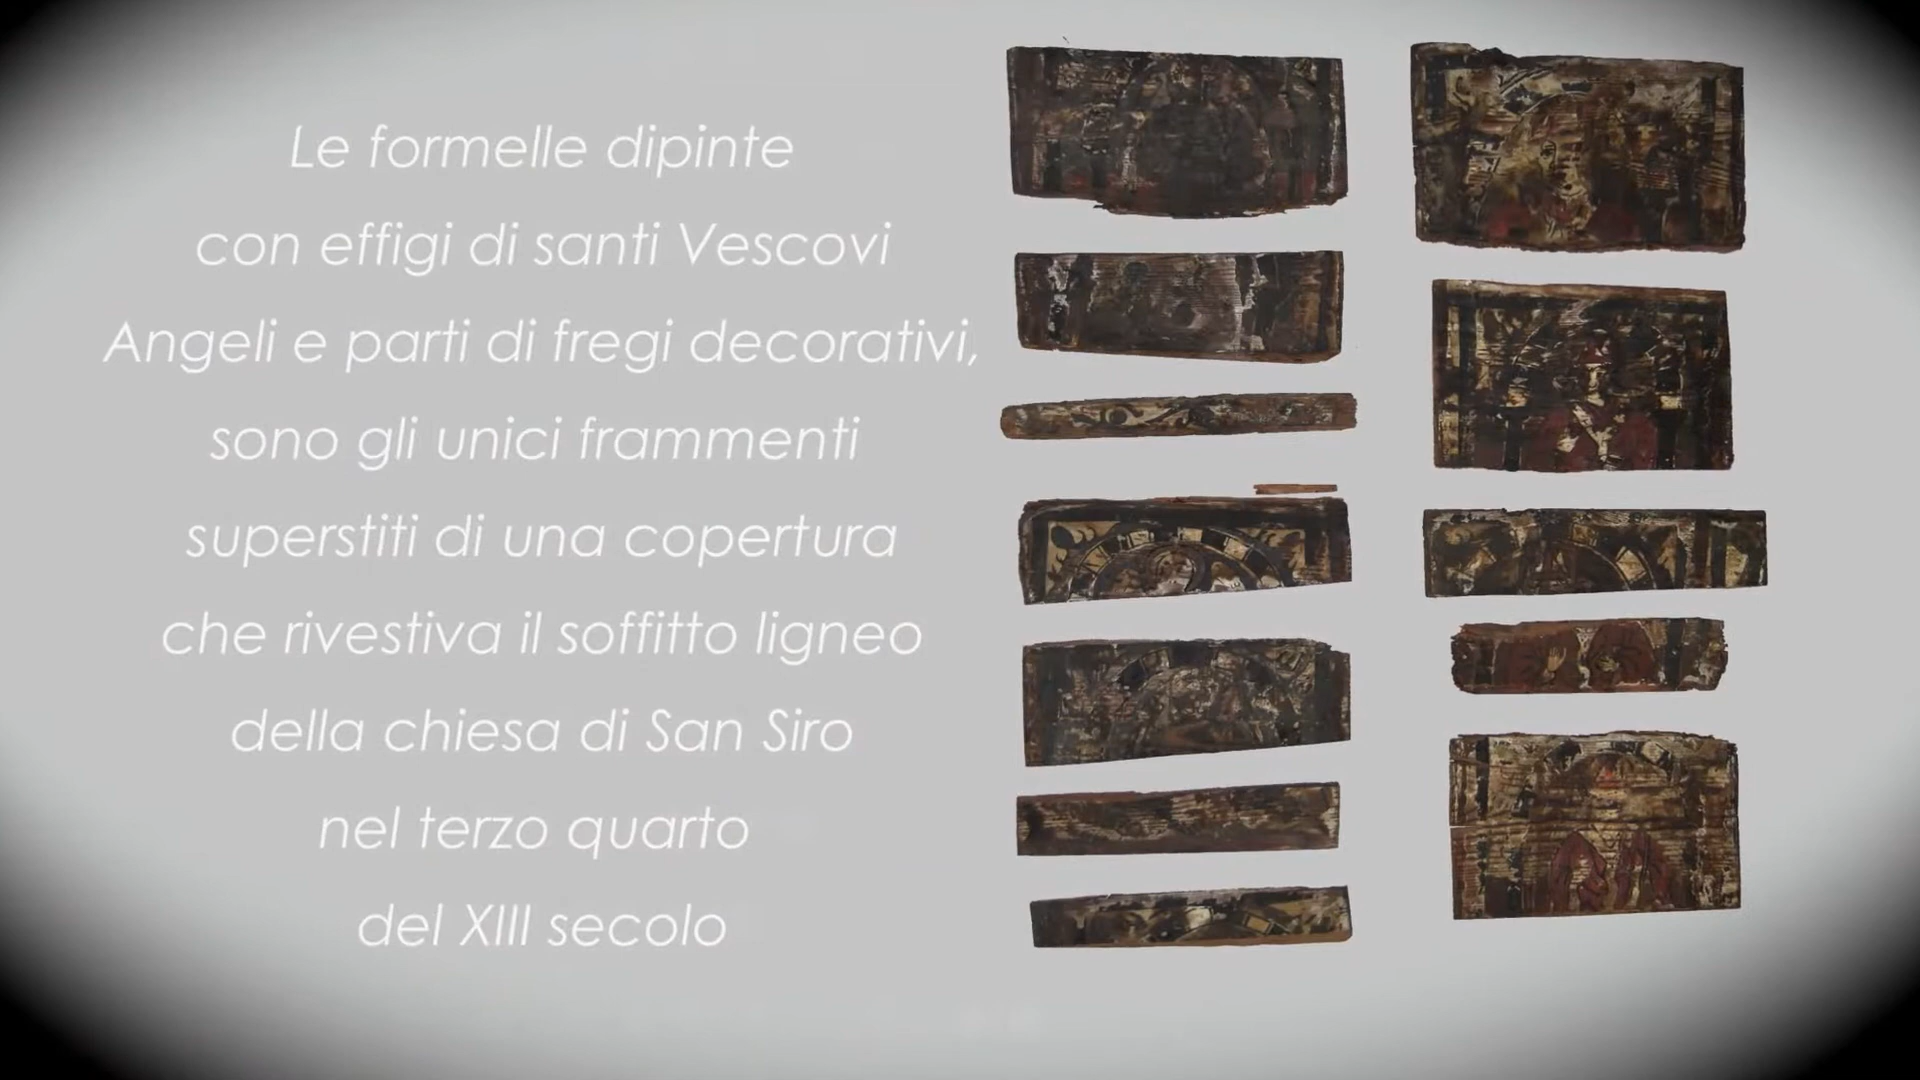 Le formelle dipinte
con effigi di santi Vescovi
Angeli e parti di fregi decorativi,
sono gli unici frammenti
superstiti di una copertura
che rivestiva il soffitto ligneo
della chiesa di San Siro
nel terzo quarto
del XIII secolo